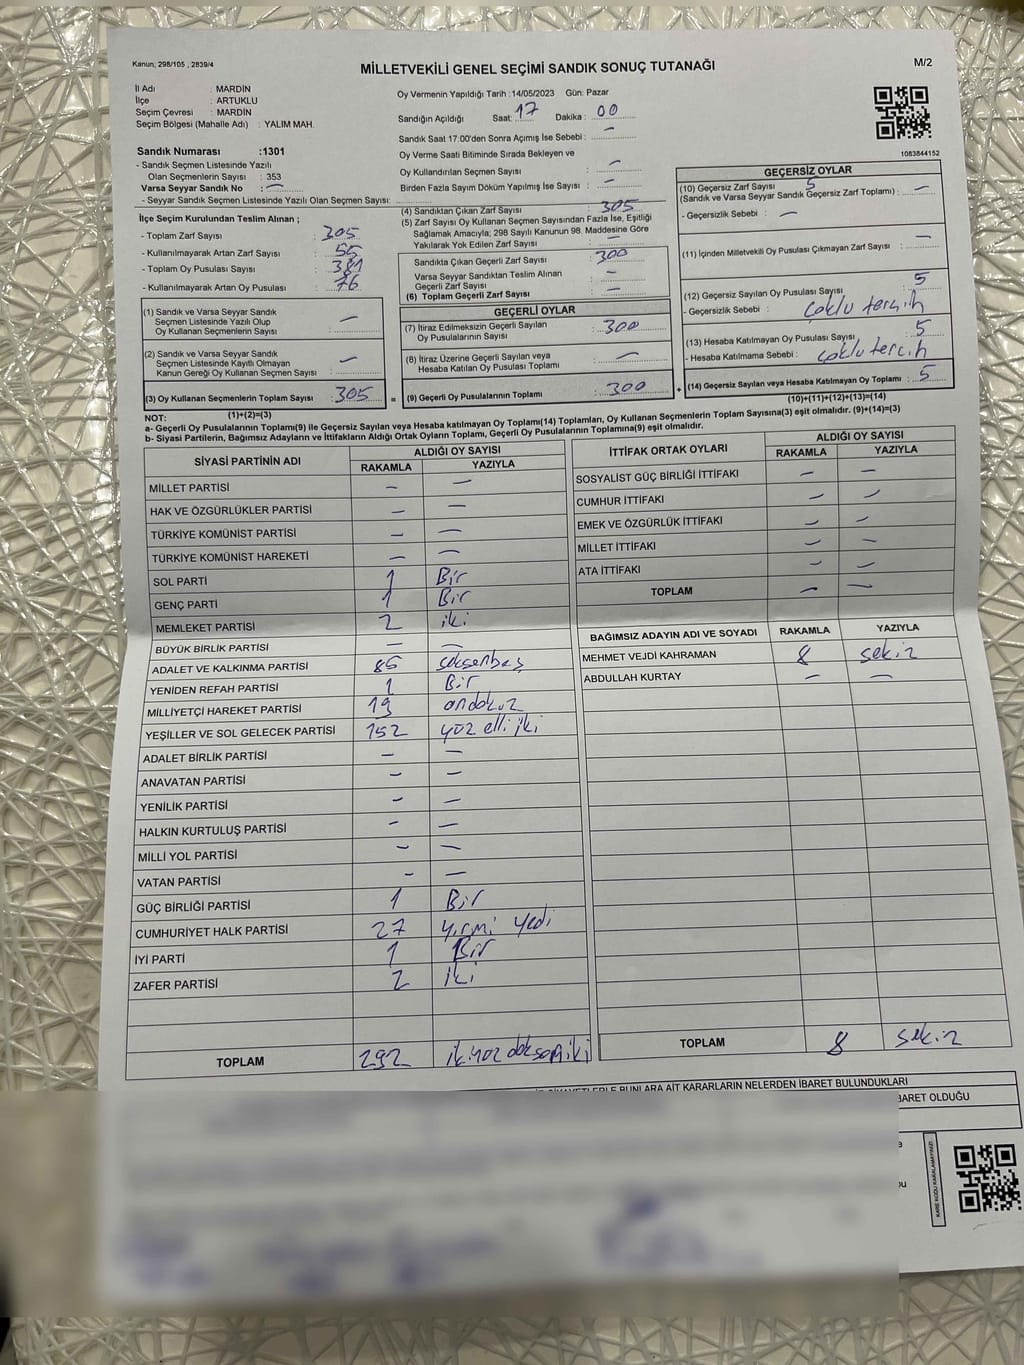 Kanun; 298/105 , 2839/4
MİLLETVEKİLİ GENEL SEÇİMİ SANDIK SONUÇ TUTANAĞI
M/2
İl Adı : MARDİN
İlçe : ARTUKLU
Seçim Çevresi : MARDİN
Seçim Bölgesi (Mahalle Adı) : YALIM MAH.
Oy Vermenin Yapıldığı Tarih : 14/05/2023 Gün: Pazar
Sandığın Açıldığı Saat: 17 Dakika : 00
Sandık Saat 17:00'den Sonra Açımış İse Sebebi : –
Oy Verme Saati Bitiminde Sırada Bekleyen ve
Oy Kullandırılan Seçmen Sayısı : –
Birden Fazla Sayım Döküm Yapılmış İSe Sayısı : –
1083844152
Sandık Numarası :1301
- Sandık Seçmen Listesinde Yazılı
Olan Seçmenlerin Sayısı : 353
Varsa Seyyar Sandık No : –
- Seyyar Sandık Seçmen Listesinde Yazılı Olan Seçmen Sayısı:
İlçe Seçim Kurulundan Teslim Alınan ;
- Toplam Zarf Sayısı : 305
- Kullanılmayarak Artan Zarf Sayısı :
- Toplam Oy Pusulası Sayısı : 381
- Kullanılmayarak Artan Oy Pusulası : 76
(1) Sandık ve Varsa Seyyar Sandık
Seçmen Listesinde Yazılı Olup
Oy Kullanan Seçmenlerin Sayısı : –
(2) Sandık ve Varsa Seyyar Sandık
Seçmen Listesinde Kayıtlı Olmayan
Kanun Gereği Oy Kullanan Seçmen Sayısı : –
(3) Oy Kullanan Seçmenlerin Toplam Sayısı : 305
(1)+(2)=(3)
(4) Sandıktan Çıkan Zarf Sayısı : 305
(5) Zarf Sayısı Oy Kullanan Seçmen Sayısından Fazla İse, Eşitliği
Sağlamak Amacıyla; 298 Sayılı Kanunun 98. Maddesine Göre
Yakılarak Yok Edilen Zarf Sayısı :
Sandıkta Çıkan Geçerli Zarf Sayısı : 300
Varsa Seyyar Sandıktan Teslim Alınan
Geçerli Zarf Sayısı : –
(6) Toplam Geçerli Zarf Sayısı : –
GEÇERLİ OYLAR
(7) İtiraz Edilmeksizin Geçerli Sayılan
Oy Pusulalarının Sayısı : 300
(8) İtiraz Üzerine Geçerli Sayılan veya
Hesaba Katılan Oy Pusulası Toplamı : –
= (9) Geçerli Oy Pusulalarının Toplamı : 300
GEÇERSİZ OYLAR
(10) Geçersiz Zarf Sayısı 5
(Sandık ve Varsa Seyyar Sandık Geçersiz Zarf Toplamı) : –
- Geçersizlik Sebebi : –
(11) İçinden Milletvekili Oy Pusulası Çıkmayan Zarf Sayısı : –
(12) Geçersiz Sayılan Oy Pusulası Sayısı : 5
- Geçersizlik Sebebi : çoklu tercih
(13) Hesaba Katılmayan Oy Pusulası Sayısı : 5
- Hesaba Katılmama Sebebi : çoklu tercih
+ (14) Geçersiz Sayılan veya Hesaba Katılmayan Oy Toplamı : 5
(10)+(11)+(12)+(13)=(14)
NOT:
a- Geçerli Oy Pusulaları Toplamı(9) ile Geçersiz Sayılan veya Hesaba katılmayan Oy Toplamı(14) Toplamları, Oy Kullanan Seçmenlerin Toplam Sayısına(3) eşit olmalıdır. (9)+(14)=(3)
b- Siyasi Partilerin, Bağımsız Adayların ve İttifakların Aldığı Ortak Oyların Toplamı, Geçerli Oy Pusulalarının Toplamına(9) eşit olmalıdır.
SİYASİ PARTİNİN ADI ALDIĞI OY SAYISI
RAKAMLA YAZIYLA
MİLLET PARTİSİ – –
HAK VE ÖZGÜRLÜKLER PARTİSİ – –
TÜRKİYE KOMÜNİST PARTİSİ – –
TÜRKİYE KOMÜNİST HAREKETİ – –
SOL PARTİ 1 Bir
GENÇ PARTİ 1 Bir
MEMLEKET PARTİSİ 2 iki
BÜYÜK BİRLİK PARTİSİ – –
ADALET VE KALKINMA PARTİSİ 85 seksenbeş
YENİDEN REFAH PARTİSİ 1 Bir
MİLLİYETÇİ HAREKET PARTİSİ 19 ondokuz
YEŞİLLER VE SOL GELECEK PARTİSİ 152 yüz elli iki
ADALET BİRLİK PARTİSİ – –
ANAVATAN PARTİSİ – –
YENİLİK PARTİSİ – –
HALKIN KURTULUŞ PARTİSİ – –
MİLLİ YOL PARTİSİ – –
VATAN PARTİSİ – –
GÜÇ BİRLİĞİ PARTİSİ 1 Bir
CUMHURİYET HALK PARTİSİ 27 yirmi yedi
İYİ PARTİ 1 Bir
ZAFER PARTİSİ 2 iki
TOPLAM 292 ikiyüz doksan iki
İTTİFAK ORTAK OYLARI ALDIĞI OY SAYISI
RAKAMLA YAZIYLA
SOSYALİST GÜÇ BİRLİĞİ İTTİFAKI – –
CUMHUR İTTİFAKI – –
EMEK VE ÖZGÜRLÜK İTTİFAKI – –
MİLLET İTTİFAKI – –
ATA İTTİFAKI – –
TOPLAM – –
BAĞIMSIZ ADAYIN ADI VE SOYADI RAKAMLA YAZIYLA
MEHMET VEJDİ KAHRAMAN 8 sekiz
ABDULLAH KURTAY – –
TOPLAM 8 sekiz
BUNLARA AİT KARARLARIN NELERDEN İBARET BULUNDUKLARI
BARET OLDUĞU
KARE KODU KARALAMAYINIZ!